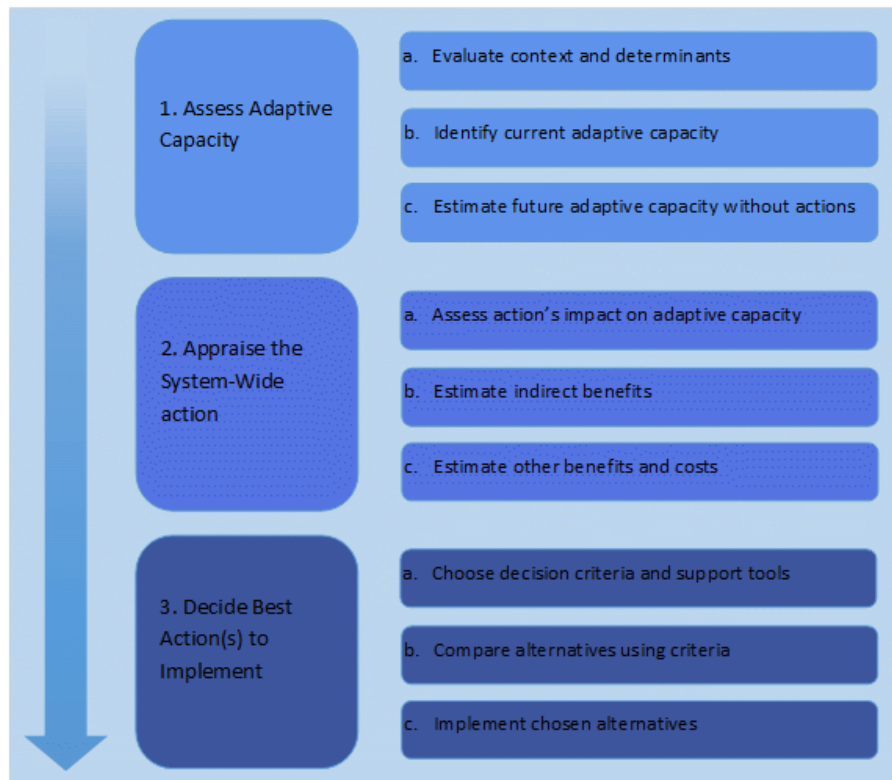 1. Assess Adaptive
Capacity
a. Evaluate context and determinants
b. Identify current adaptive capacity
c. Estimate future adaptive capacity without actions
2. Appraise the
System-Wide
action
a. Assess action's impact on adaptive capacity
b. Estimate indirect benefits
c. Estimate other benefits and costs
3. Decide Best
Action(s) to
Implement
a. Choose decision criteria and support tools
b. Compare alternatives using criteria
c. Implement chosen alternatives